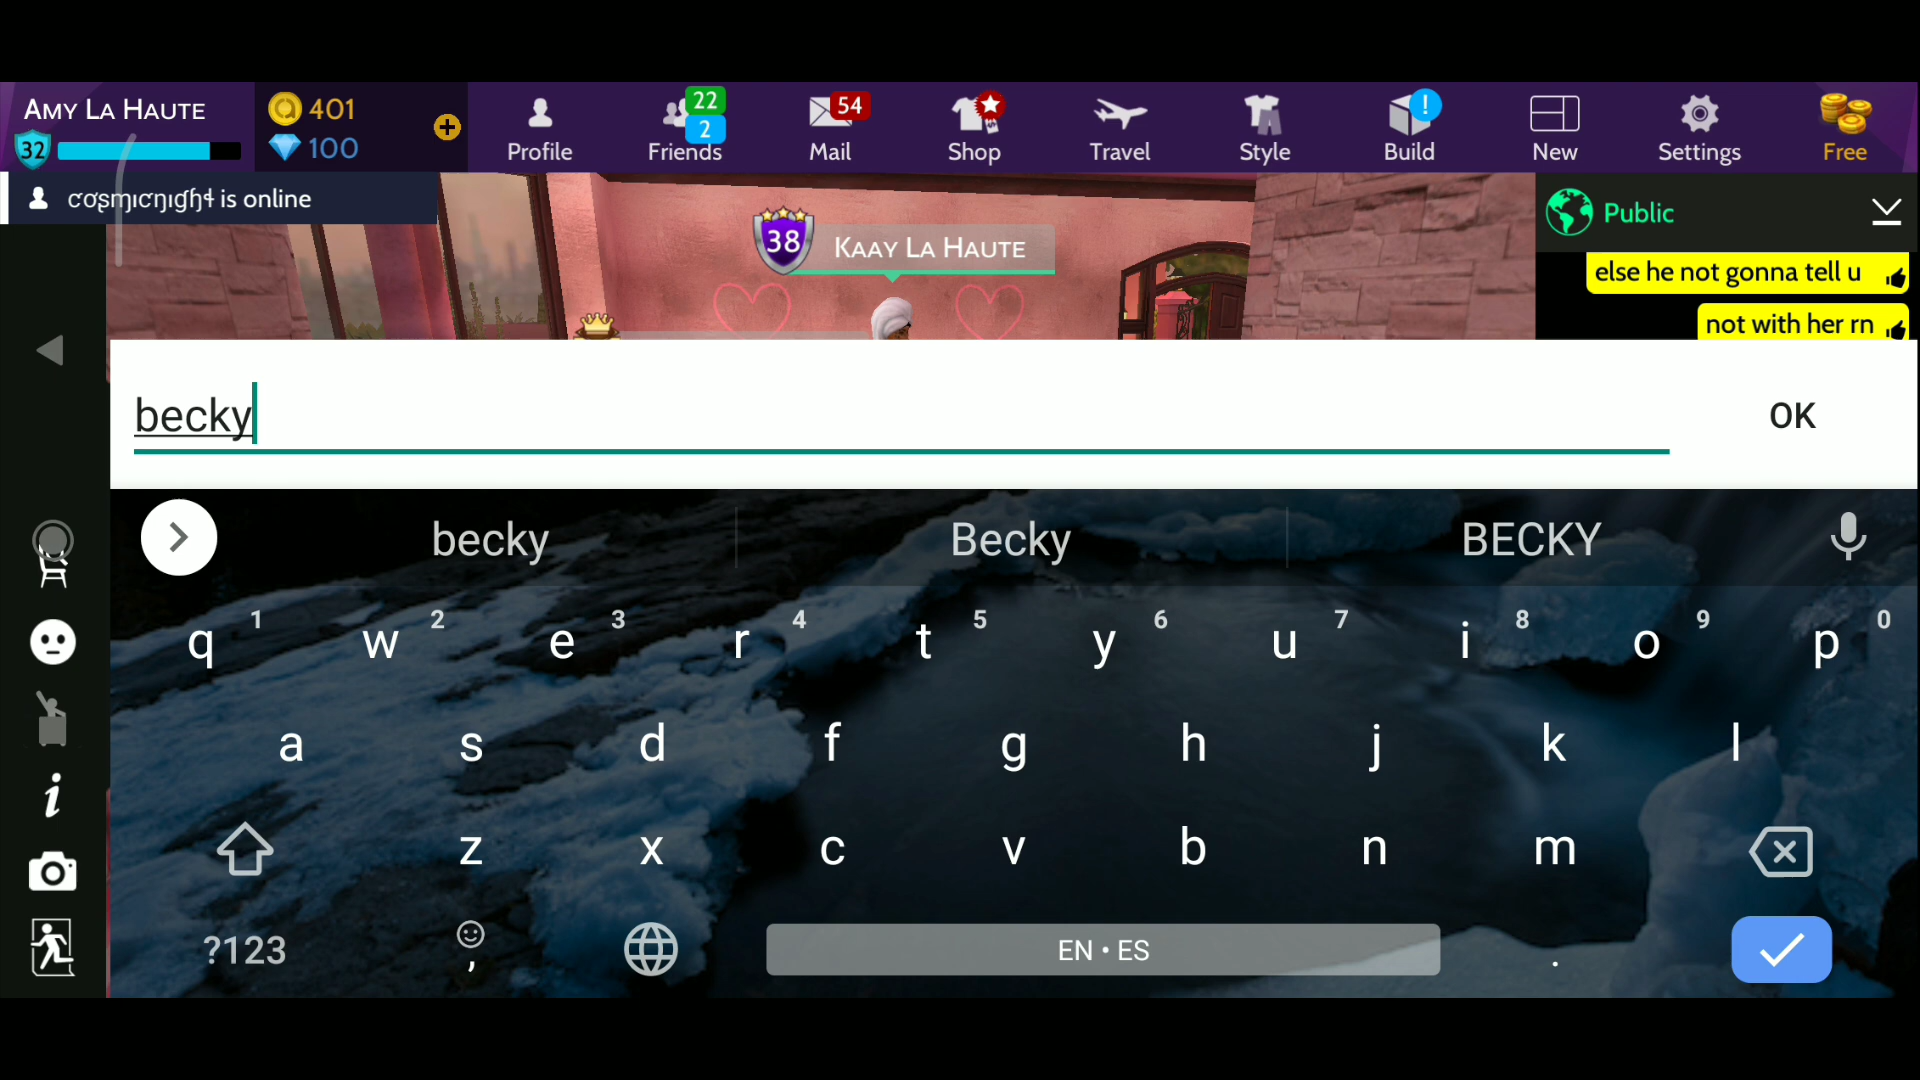 AMY LA HAUTE
32
401
100
Profile
22
2
Friends
54
Mail
Shop
Travel
Style
!
Build
New
Settings
Free
ƈơʂɱıƈŋıɠɧɬ is online
38
KAAY LA HAUTE
Public
else he not gonna tell u
not with her rn
becky
OK
becky Becky BECKY
1 2 3 4 5 6 7 8 9 0
q w e r t y u i o p
a s d f g h j k l
z x c v b n m
?123 , EN • ES .
i